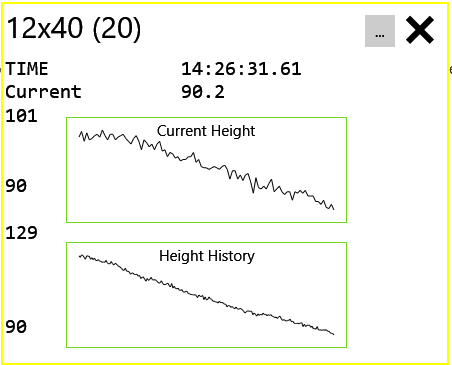 12x40 (20)
...
TIME 14:26:31.61
Current 90.2
101
Current Height
90
129
Height History
90